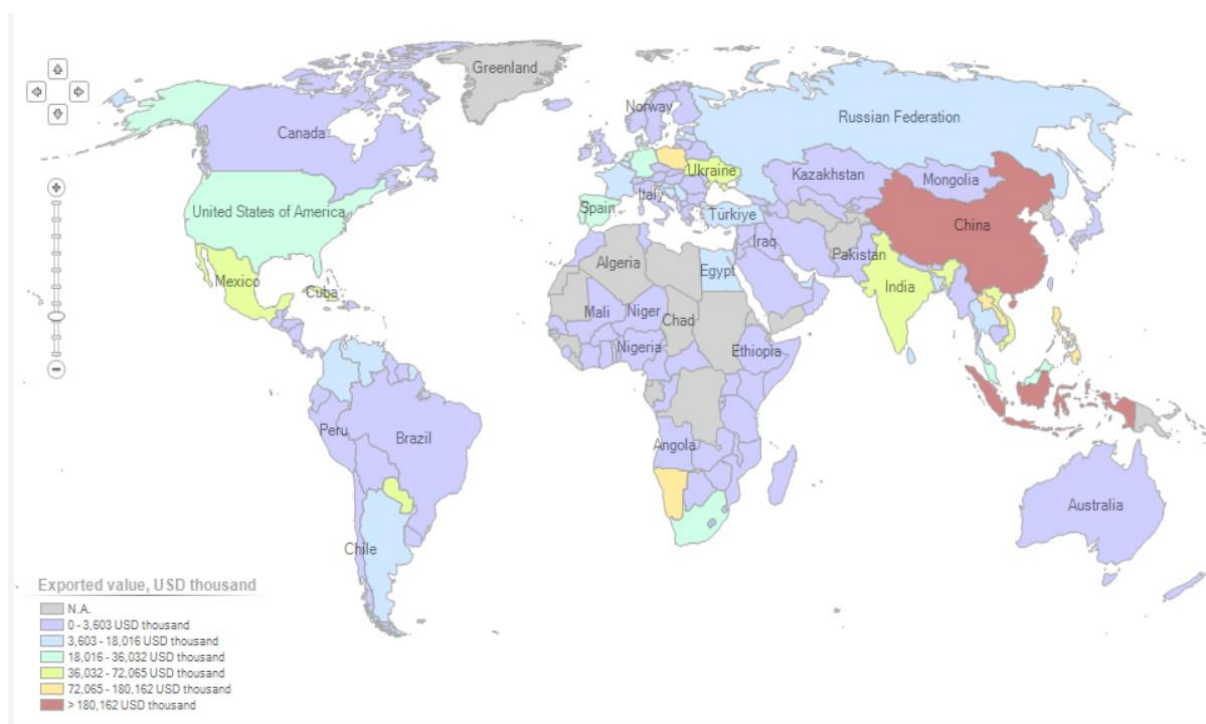 Greenland
Norway
Russian Federation
Canada
Ukraine
Kazakhstan
Mongolia
Italy
United States of America
Spain
Türkiye
China
Iraq
Pakistan
Algeria
Egypt
Mexico
India
Cuba
Mali
Niger
Chad
Nigeria
Ethiopia
Peru
Brazil
Angola
Australia
Chile
Exported value, USD thousand
N.A.
0 - 3,603 USD thousand
3,603 - 18,016 USD thousand
18,016 - 36,032 USD thousand
36,032 - 72,065 USD thousand
72,065 - 180,162 USD thousand
> 180,162 USD thousand